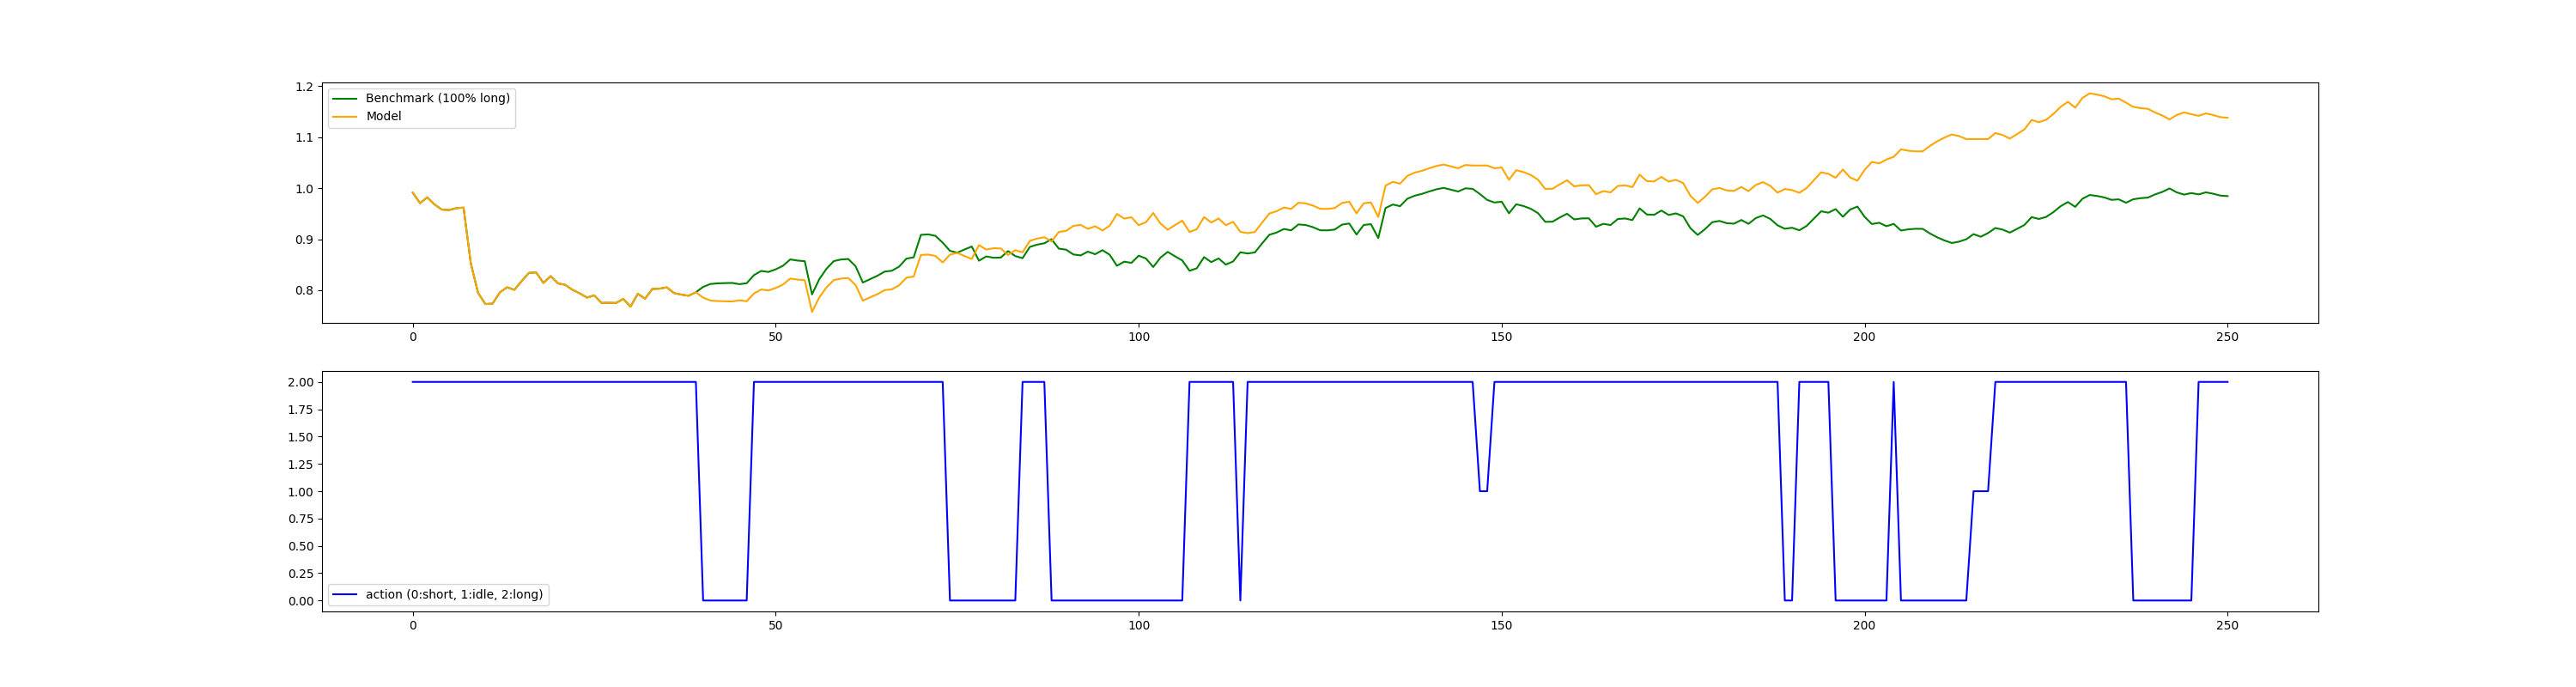 1.2
1.1
1.0
0.9
0.8
Benchmark (100% long)
Model
0 50 100 150 200 250
2.00
1.75
1.50
1.25
1.00
0.75
0.50
0.25
0.00
action (0:short, 1:idle, 2:long)
0 50 100 150 200 250